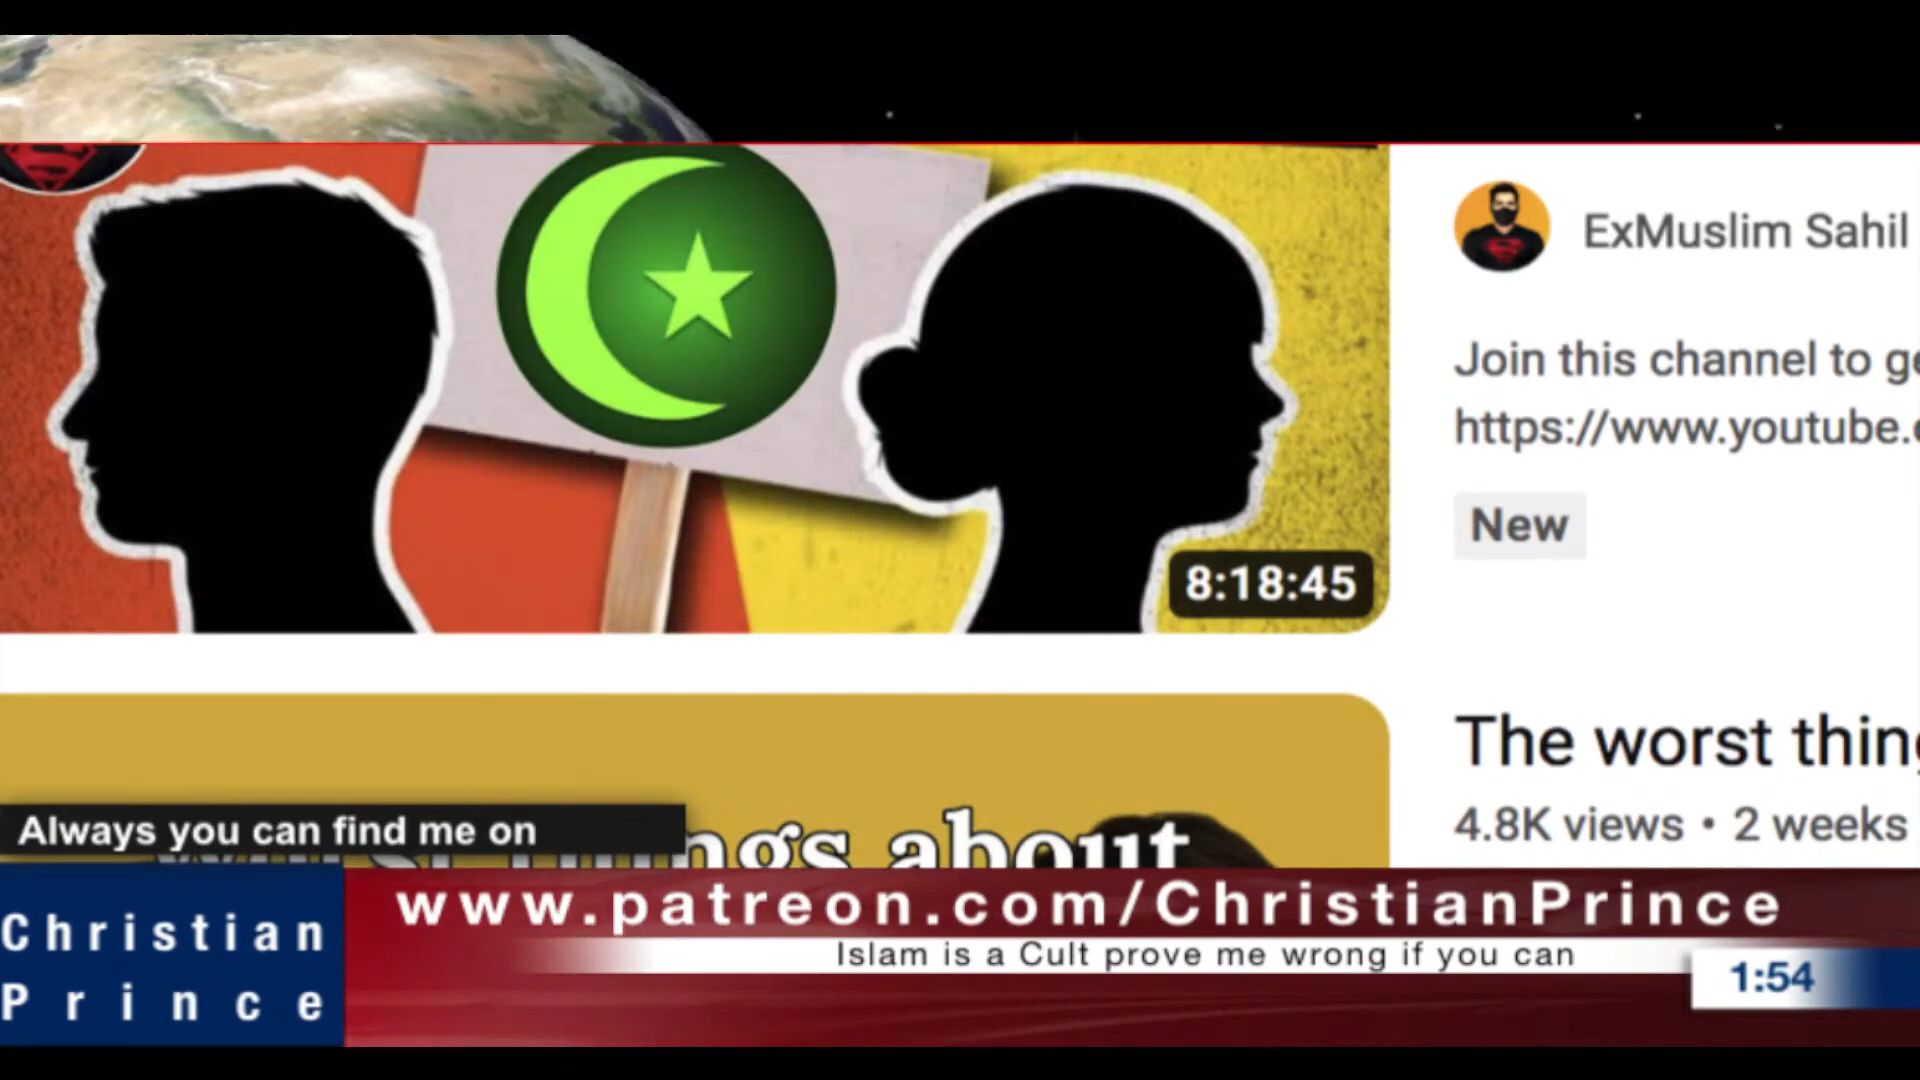 ExMuslim Sahil
Join this channel to
https://www.youtube.
New
8:18:45
The worst
4.8K views • 2 weeks
Always you can find me on
about
www.patreon.com/ChristianPrince
Christian
Prince
Islam is a Cult prove me wrong if you can
1:54